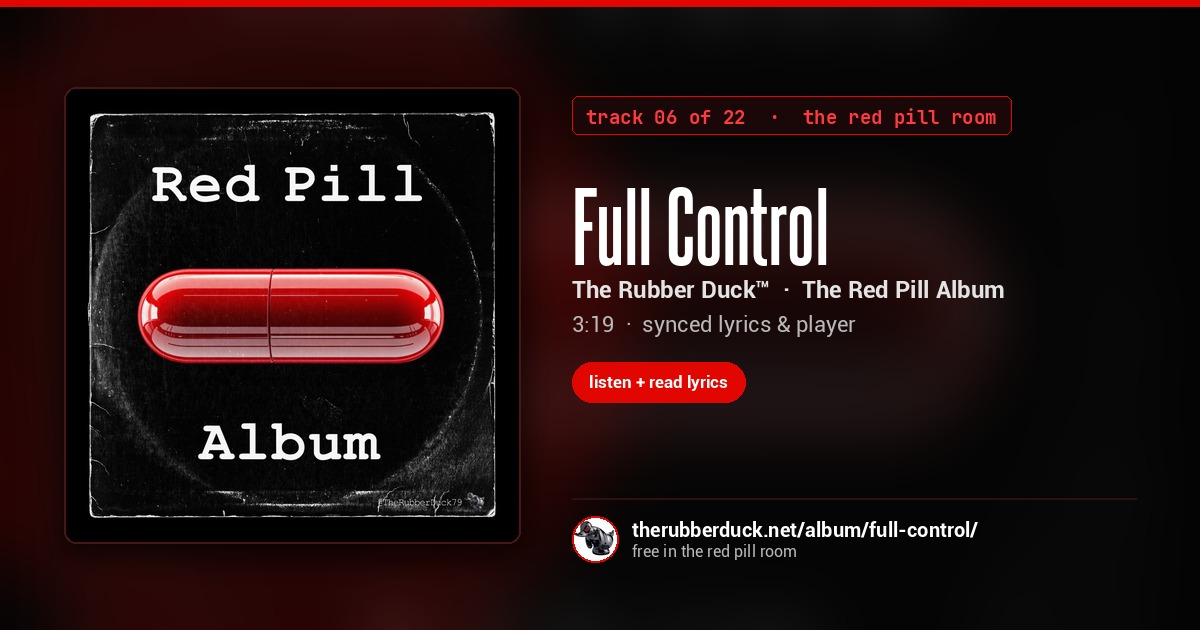 Red Pill
Album
#TheRubberDuck79
track 06 of 22 · the red pill room
Full Control
The Rubber Duck™ · The Red Pill Album
3:19 · synced lyrics & player
listen + read lyrics
therubberduck.net/album/full-control/
free in the red pill room